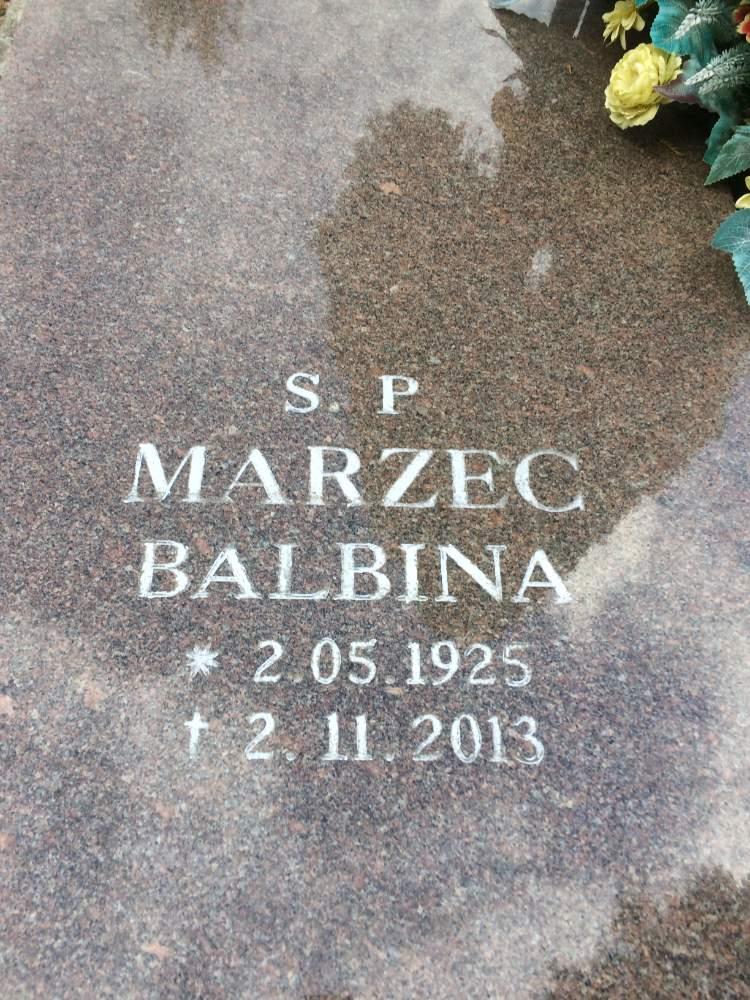 S. P
MARZEC
BALBINA
* 2.05.1925
† 2.11.2013